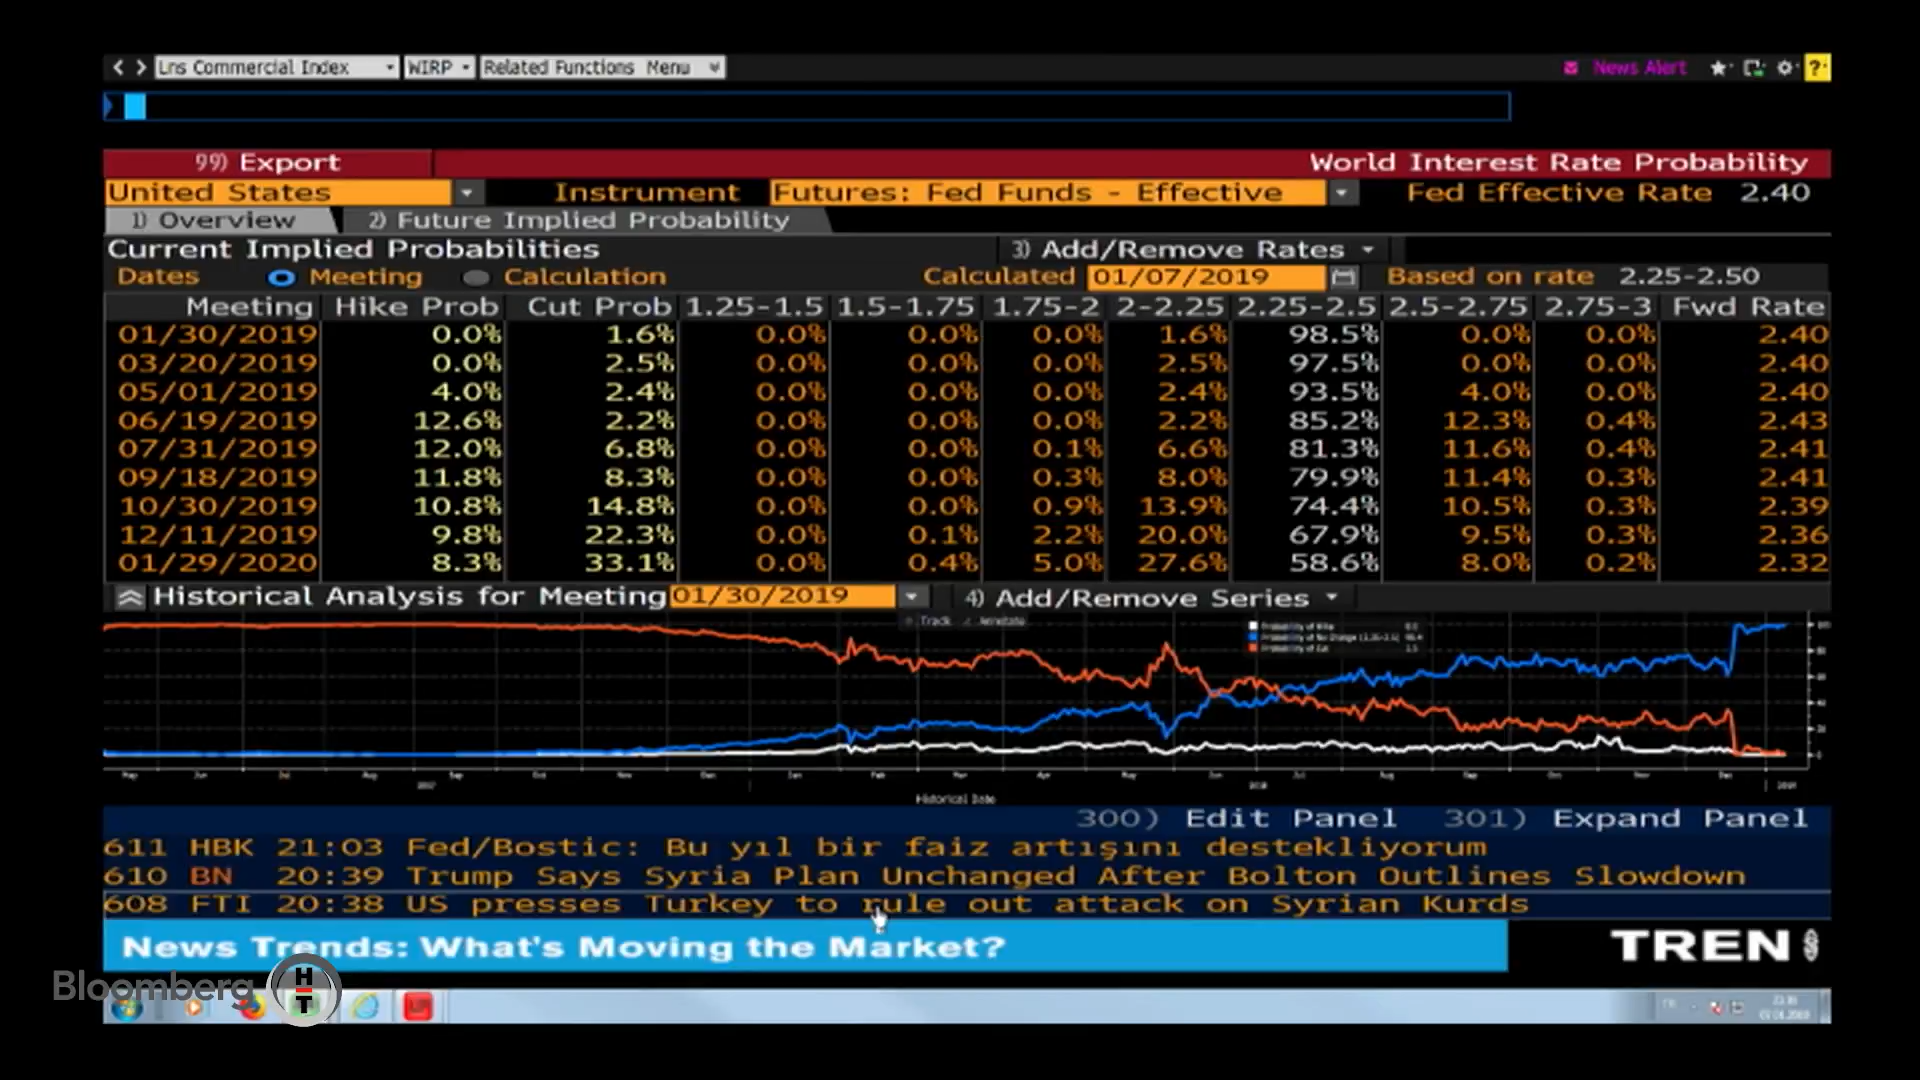 Lns Commercial Index WIRP Related Functions Menu News Alert ?
99) Export World Interest Rate Probability
United States Instrument Futures: Fed Funds - Effective Fed Effective Rate 2.40
1) Overview 2) Future Implied Probability
Current Implied Probabilities 3) Add/Remove Rates
Dates Meeting Calculation Calculated 01/07/2019 Based on rate 2.25-2.50
Meeting Hike Prob Cut Prob 1.25-1.5 1.5-1.75 1.75-2 2-2.25 2.25-2.5 2.5-2.75 2.75-3 Fwd Rate
01/30/2019 0.0% 1.6% 0.0% 0.0% 0.0% 1.6% 98.5% 0.0% 0.0% 2.40
03/20/2019 0.0% 2.5% 0.0% 0.0% 0.0% 2.5% 97.5% 0.0% 0.0% 2.40
05/01/2019 4.0% 2.4% 0.0% 0.0% 0.0% 2.4% 93.5% 4.0% 0.0% 2.40
06/19/2019 12.6% 2.2% 0.0% 0.0% 0.0% 2.2% 85.2% 12.3% 0.4% 2.43
07/31/2019 12.0% 6.8% 0.0% 0.0% 0.1% 6.6% 81.3% 11.6% 0.4% 2.41
09/18/2019 11.8% 8.3% 0.0% 0.0% 0.3% 8.0% 79.9% 11.4% 0.3% 2.41
10/30/2019 10.8% 14.8% 0.0% 0.0% 0.9% 13.9% 74.4% 10.5% 0.3% 2.39
12/11/2019 9.8% 22.3% 0.0% 0.1% 2.2% 20.0% 67.9% 9.5% 0.3% 2.36
01/29/2020 8.3% 33.1% 0.0% 0.4% 5.0% 27.6% 58.6% 8.0% 0.2% 2.32
Historical Analysis for Meeting 01/30/2019 4) Add/Remove Series
Track Annotate
Probability of Hike
Probability of No Change
Probability of Cut
Historical Date
300) Edit Panel 301) Expand Panel
611 HBK 21:03 Fed/Bostic: Bu yıl bir faiz artışını destekliyorum
610 BN 20:39 Trump Says Syria Plan Unchanged After Bolton Outlines Slowdown
608 FTI 20:38 US presses Turkey to rule out attack on Syrian Kurds
News Trends: What's Moving the Market? TREN
Bloomberg HT